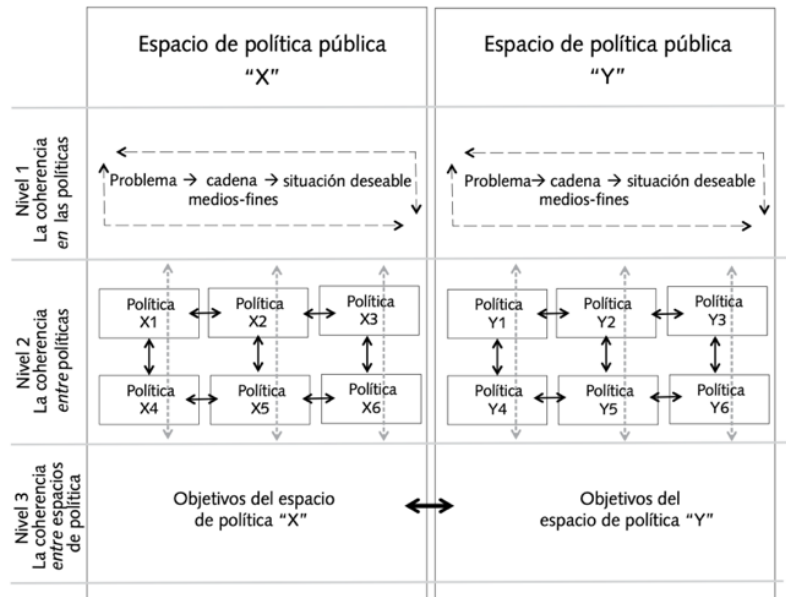 Espacio de política pública
“X”
Espacio de política pública
“Y”
Nivel 1
La coherencia
en las políticas
Problema → cadena → situación deseable
medios-fines
Problema→ cadena → situación deseable
medios-fines
Nivel 2
La coherencia
entre políticas
Política
X1
Política
X2
Política
X3
Política
Y1
Política
Y2
Política
Y3
Política
X4
Política
X5
Política
X6
Política
Y4
Política
Y5
Política
Y6
Nivel 3
La coherencia
entre espacios
de política
Objetivos del espacio
de política “X”
Objetivos del
espacio de política “Y”